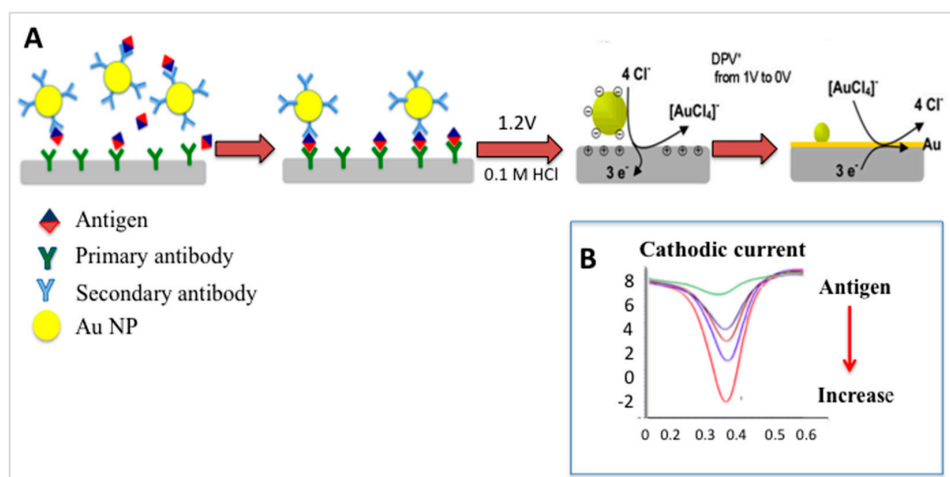 A
1.2V
0.1 M HCl
4 Cl⁻
[AuCl₄]⁻
3 e⁻
DPV⁺
from 1V to 0V
[AuCl₄]⁻
4 Cl⁻
Au
3 e⁻
Antigen
Primary antibody
Secondary antibody
Au NP
B
Cathodic current
8
6
4
2
0
-2
0 0.2 0.3 0.4 0.5 0.6
Antigen
Increase